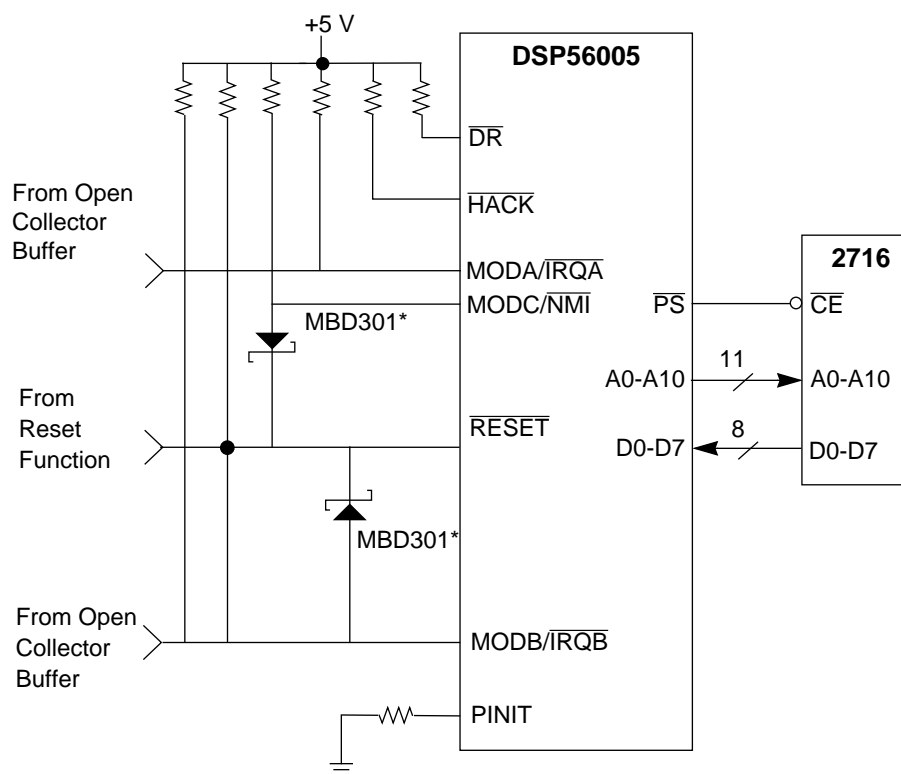 +5 V
DSP56005
DR
HACK
From Open
Collector
Buffer
MODA/IRQA
MODC/NMI
MBD301*
PS
2716
CE
11
A0-A10
A0-A10
From
Reset
Function
RESET
8
D0-D7
D0-D7
MBD301*
From Open
Collector
Buffer
MODB/IRQB
PINIT